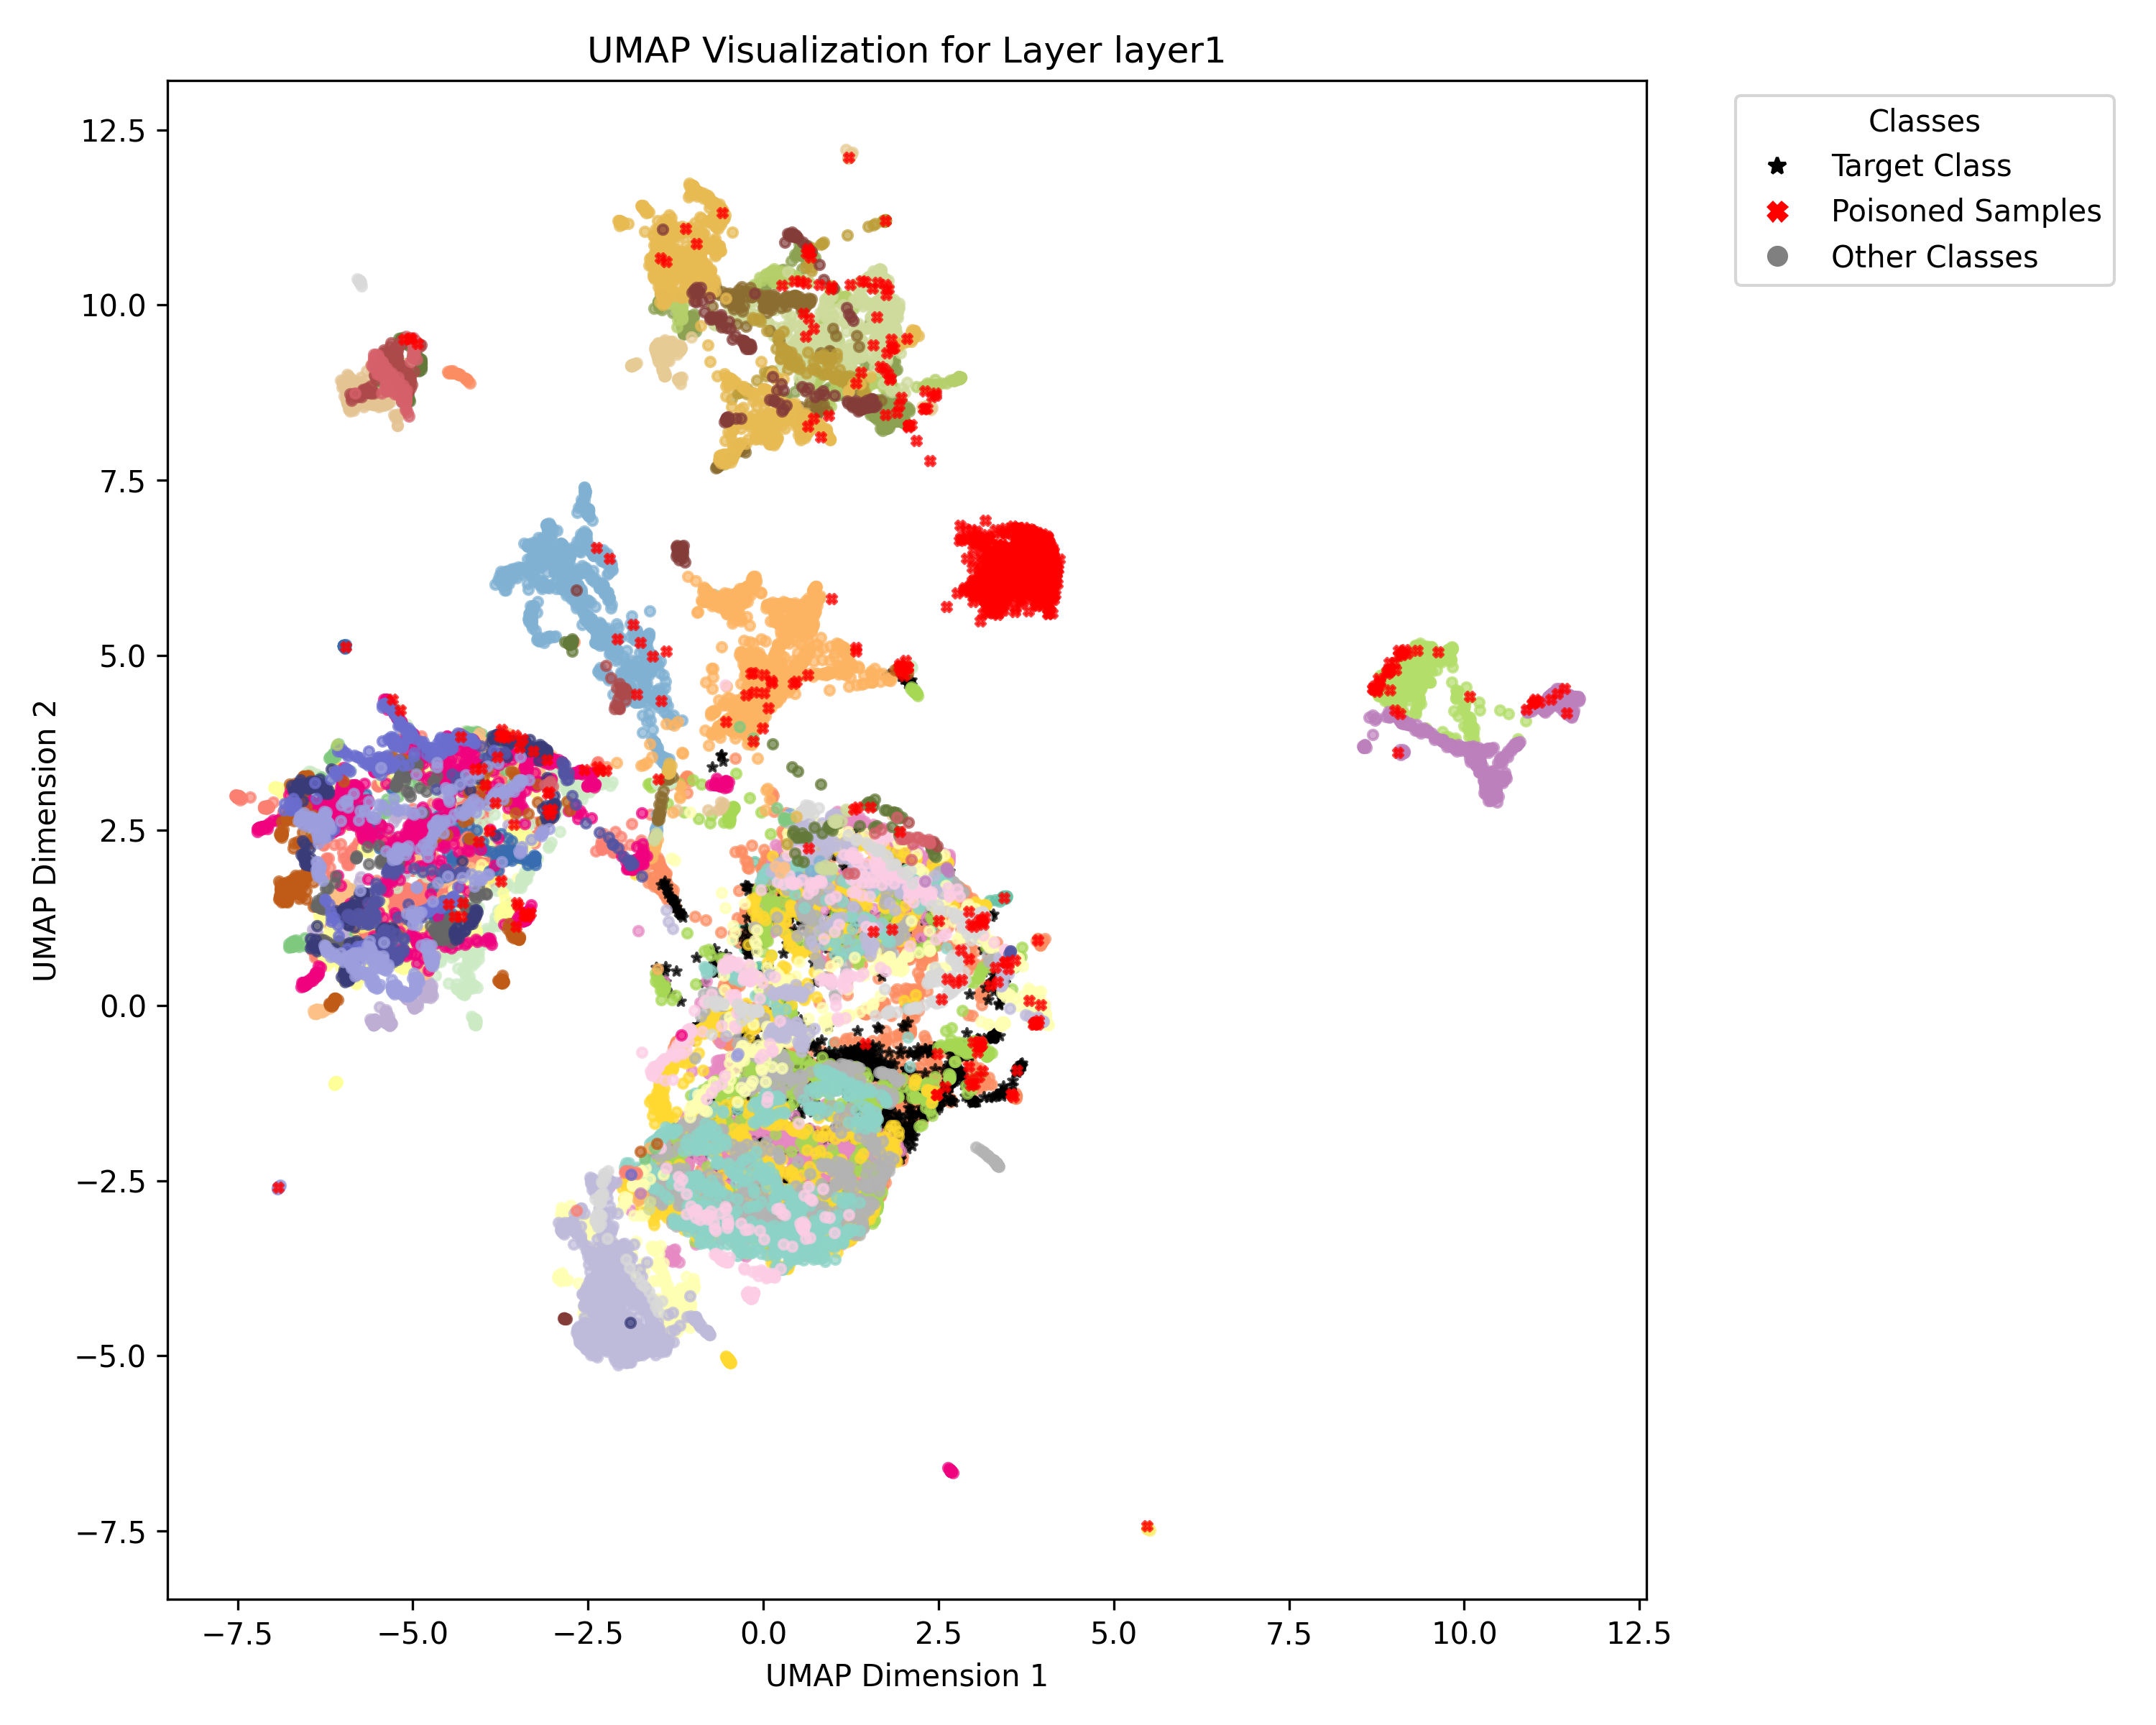 UMAP Visualization for Layer layer1
Classes
Target Class
Poisoned Samples
Other Classes
12.5
10.0
7.5
5.0
2.5
0.0
−2.5
−5.0
−7.5
UMAP Dimension 2
−7.5 −5.0 −2.5 0.0 2.5 5.0 7.5 10.0 12.5
UMAP Dimension 1